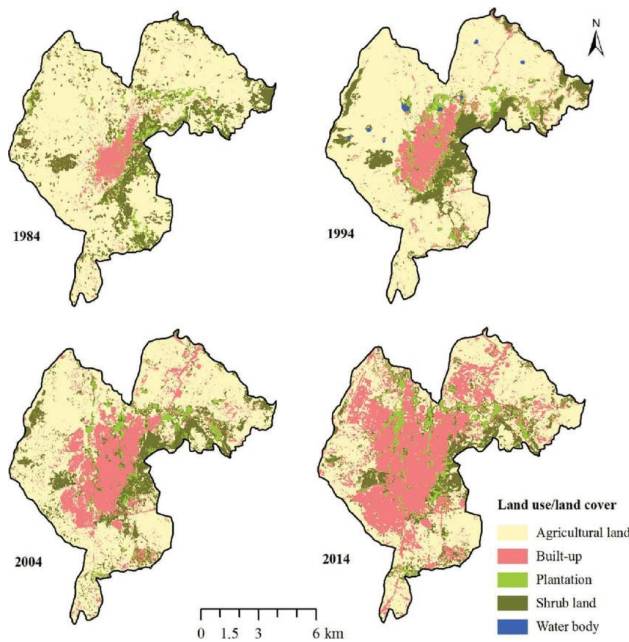 N
1984
1994
2004
2014
Land use/land cover
Agricultural land
Built-up
Plantation
Shrub land
Water body
0 1.5 3 6 km